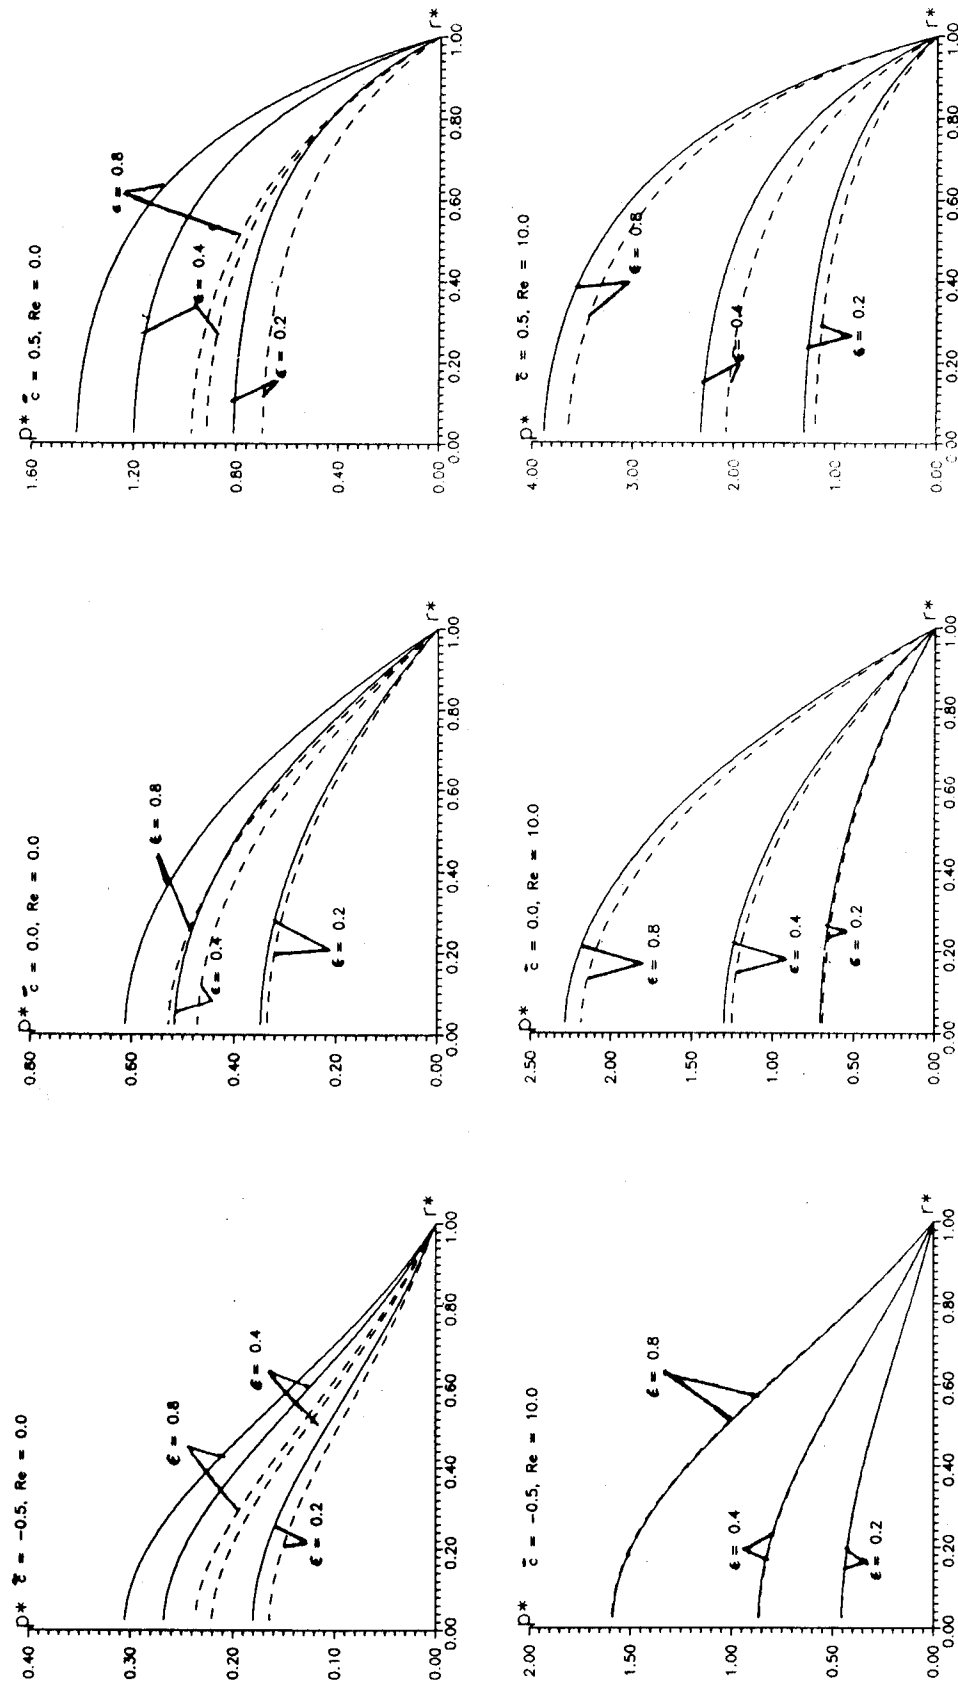 p* c̄ = -0.5, Re = 0.0
0.40
0.30
0.20
0.10
0.00
ϵ = 0.8
ϵ = 0.4
ϵ = 0.2
0.00 0.20 0.40 0.60 0.80 1.00
r*
p* c̄ = 0.0, Re = 0.0
0.80
0.60
0.40
0.20
0.00
ϵ = 0.8
ϵ = 0.4
ϵ = 0.2
0.00 0.20 0.40 0.60 0.80 1.00
r*
p* c̄ = 0.5, Re = 0.0
1.60
1.20
0.80
0.40
0.00
ϵ = 0.8
ϵ = 0.4
ϵ = 0.2
0.00 0.20 0.40 0.60 0.80 1.00
r*
p* c̄ = -0.5, Re = 10.0
2.00
1.50
1.00
0.50
0.00
ϵ = 0.8
ϵ = 0.4
ϵ = 0.2
0.00 0.20 0.40 0.60 0.80 1.00
r*
p* c̄ = 0.0, Re = 10.0
2.50
2.00
1.50
1.00
0.50
0.00
ϵ = 0.8
ϵ = 0.4
ϵ = 0.2
0.00 0.20 0.40 0.60 0.80 1.00
r*
p* c̄ = 0.5, Re = 10.0
4.00
3.00
2.00
1.00
0.00
ϵ = 0.8
ϵ = 0.4
ϵ = 0.2
0.00 0.20 0.40 0.60 0.80 1.00
r*